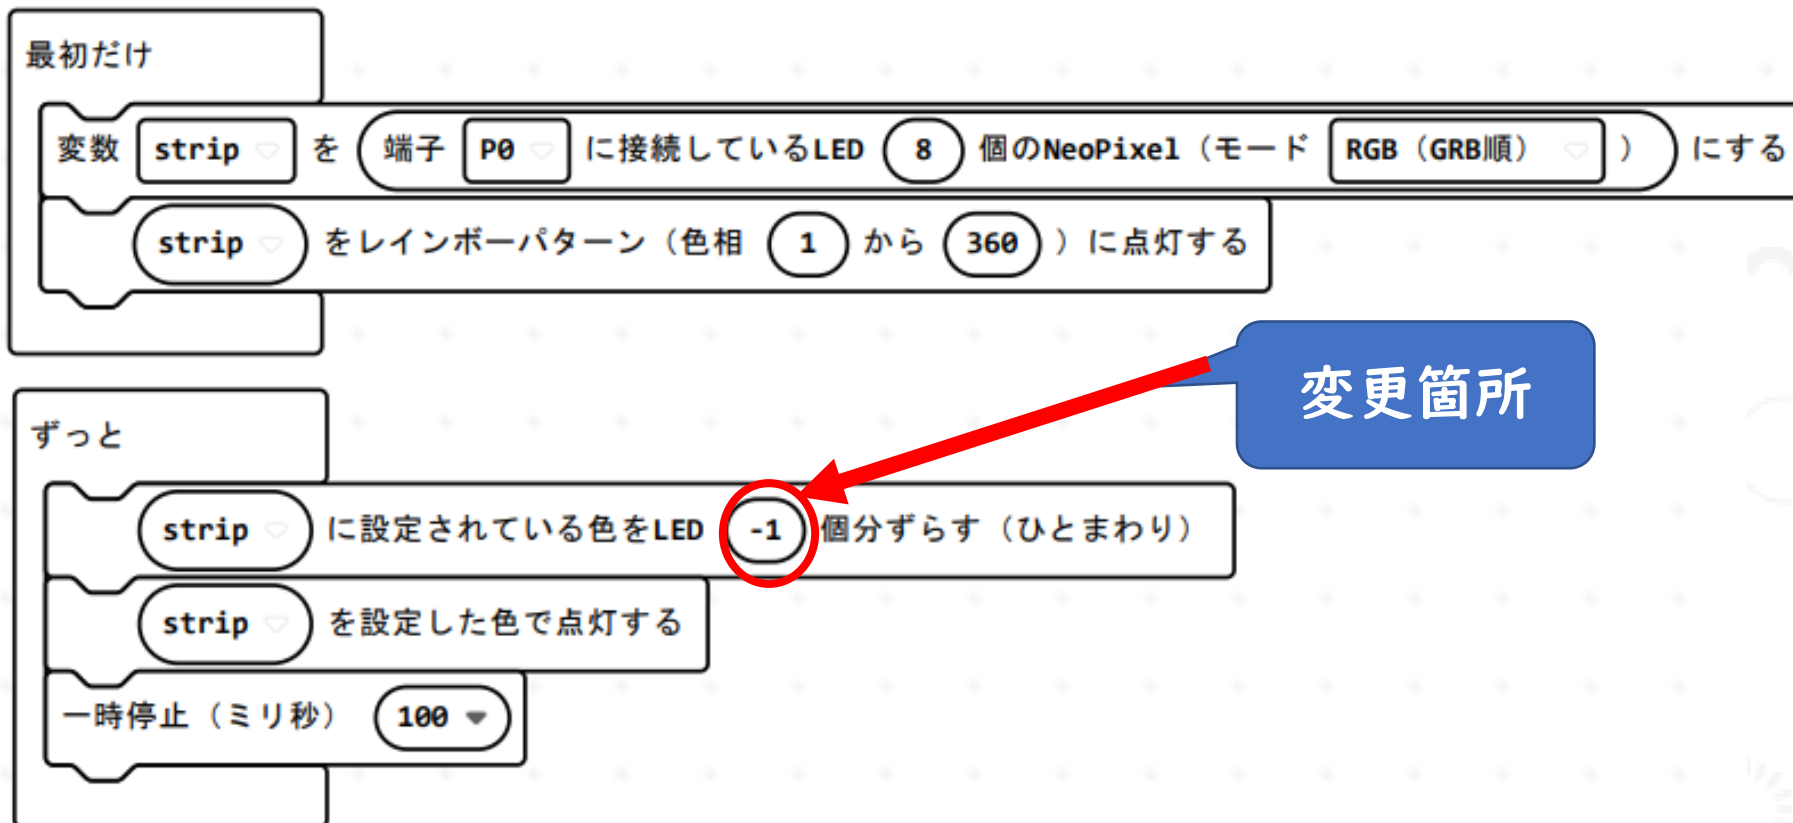 最初だけ
変数 strip を 端子 P0 に接続しているLED 8 個のNeoPixel（モード RGB（GRB順） ） にする
strip をレインボーパターン（色相 1 から 360 ）に点灯する
変更箇所
ずっと
strip に設定されている色をLED -1 個分ずらす（ひとまわり）
strip を設定した色で点灯する
一時停止（ミリ秒） 100